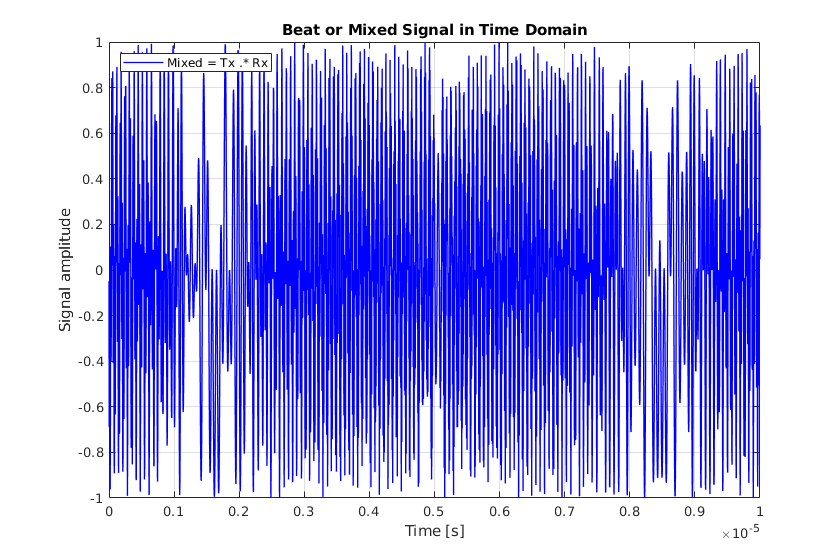 Beat or Mixed Signal in Time Domain
Mixed = Tx .* Rx
Signal amplitude
1
0.8
0.6
0.4
0.2
0
-0.2
-0.4
-0.6
-0.8
-1
0 0.1 0.2 0.3 0.4 0.5 0.6 0.7 0.8 0.9 1
Time [s]
×10-5